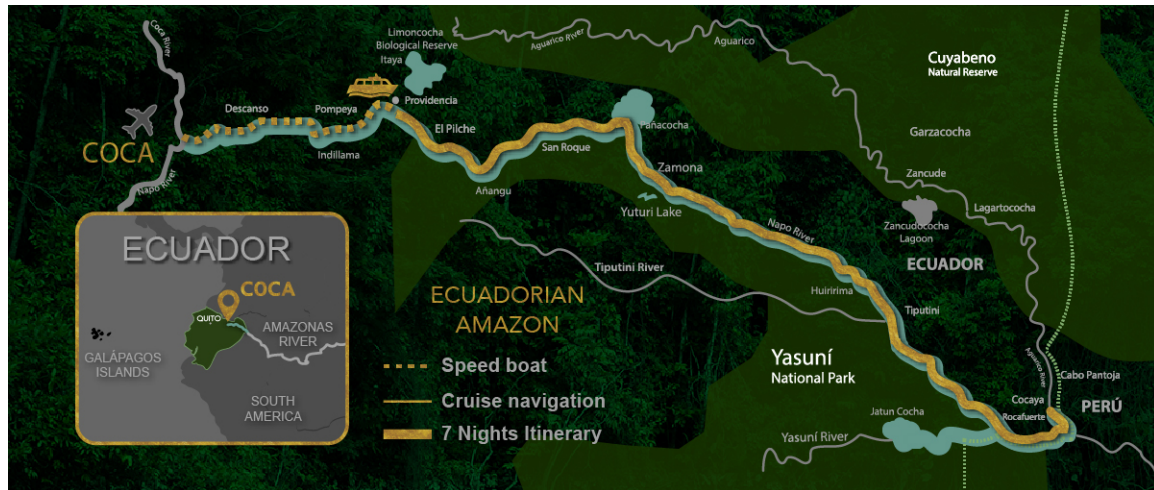 Coca River
Limoncocha
Biological Reserve
Itaya
Aguarico River
Aguarico
Cuyabeno
Natural Reserve
Descanso
Pompeya
Providencia
COCA
Indillama
El Pilche
San Roque
Pañacocha
Garzacocha
Napo River
Añangu
Zamona
Zancude
Yuturi Lake
Lagartococha
Napo River
Zancudococha
Lagoon
ECUADOR
Tiputini River
Huiririma
Tiputini
ECUADOR
COCA
QUITO
AMAZONAS
RIVER
GALÁPAGOS
ISLANDS
SOUTH
AMERICA
ECUADORIAN
AMAZON
Speed boat
Cruise navigation
7 Nights Itinerary
Yasuní
National Park
Aguarico River
Cabo Pantoja
Cocaya
PERÚ
Rocafuerte
Jatun Cocha
Yasuní River